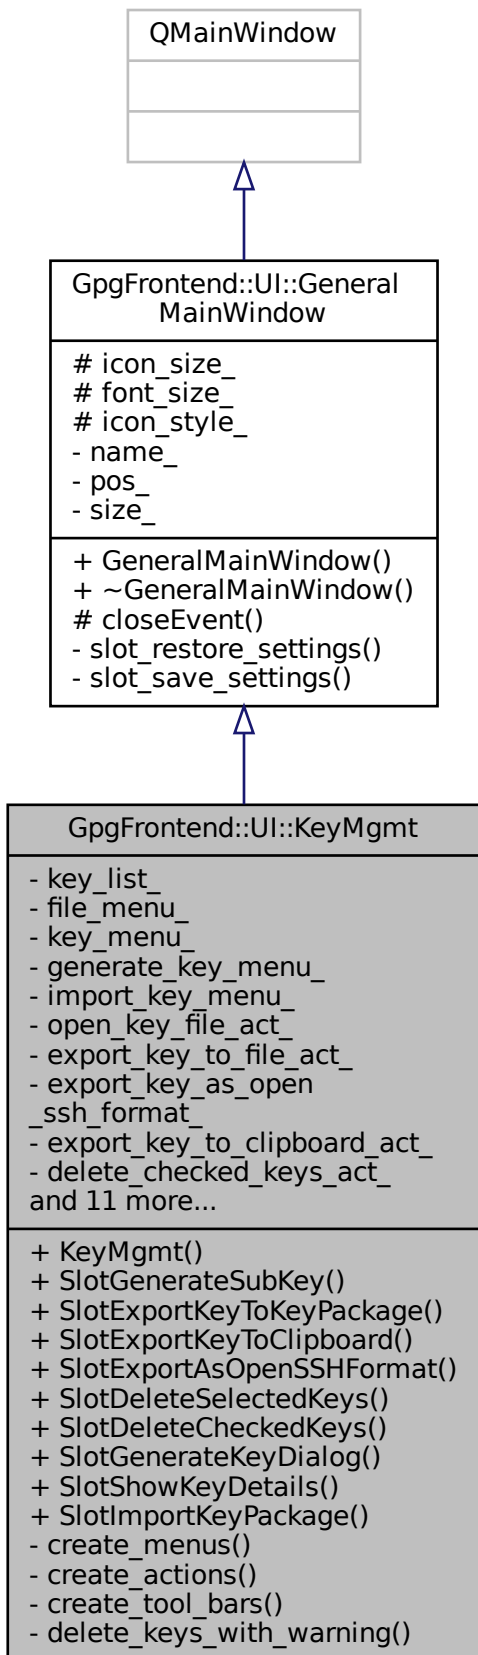 QMainWindow
GpgFrontend::UI::General
MainWindow
# icon_size_
# font_size_
# icon_style_
- name_
- pos_
- size_
+ GeneralMainWindow()
+ ~GeneralMainWindow()
# closeEvent()
- slot_restore_settings()
- slot_save_settings()
GpgFrontend::UI::KeyMgmt
- key_list_
- file_menu_
- key_menu_
- generate_key_menu_
- import_key_menu_
- open_key_file_act_
- export_key_to_file_act_
- export_key_as_open
_ssh_format_
- export_key_to_clipboard_act_
- delete_checked_keys_act_
and 11 more...
+ KeyMgmt()
+ SlotGenerateSubKey()
+ SlotExportKeyToKeyPackage()
+ SlotExportKeyToClipboard()
+ SlotExportAsOpenSSHFormat()
+ SlotDeleteSelectedKeys()
+ SlotDeleteCheckedKeys()
+ SlotGenerateKeyDialog()
+ SlotShowKeyDetails()
+ SlotImportKeyPackage()
- create_menus()
- create_actions()
- create_tool_bars()
- delete_keys_with_warning()